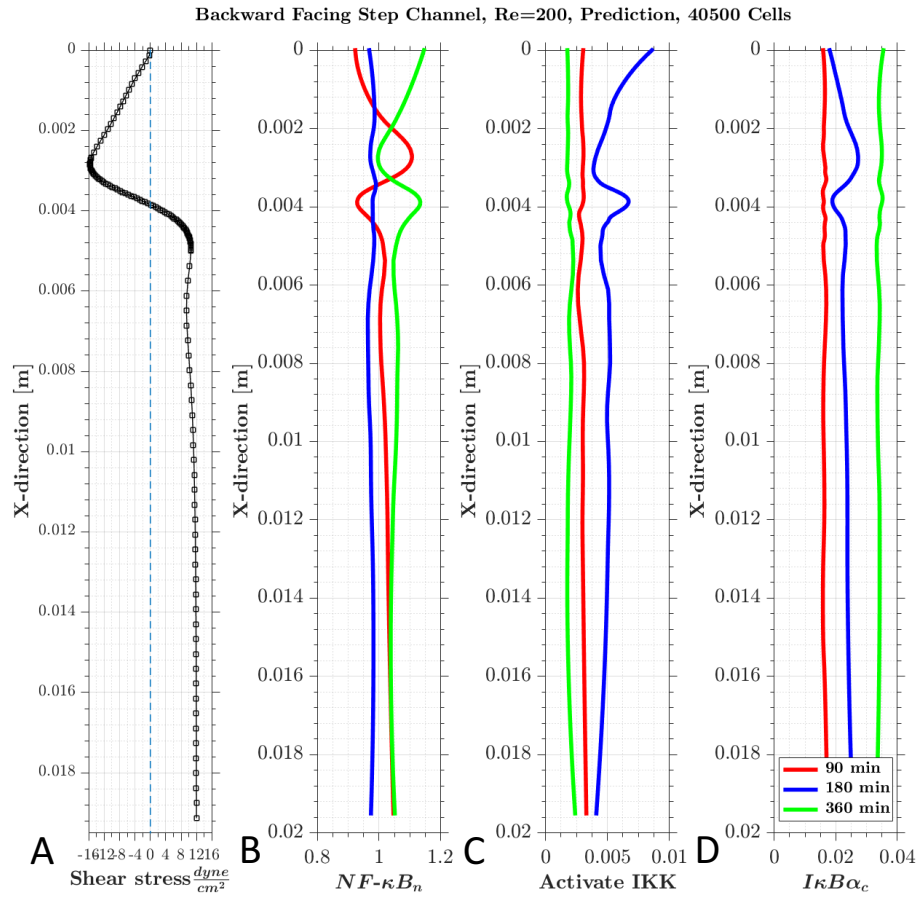 Backward Facing Step Channel, Re=200, Prediction, 40500 Cells
0
0.002
0.004
0.006
0.008
0.01
0.012
0.014
0.016
0.018
X-direction [m]
A
-16 12 -8 -4 0 4 8 12 16
Shear stress dyne/cm²
0
0.002
0.004
0.006
0.008
0.01
0.012
0.014
0.016
0.018
0.02
X-direction [m]
B
0.8 1 1.2
NF-κBn
0
0.002
0.004
0.006
0.008
0.01
0.012
0.014
0.016
0.018
0.02
X-direction [m]
C
0 0.005 0.01
Activate IKK
0
0.002
0.004
0.006
0.008
0.01
0.012
0.014
0.016
0.018
0.02
X-direction [m]
D
0 0.02 0.04
IκBαc
90 min
180 min
360 min